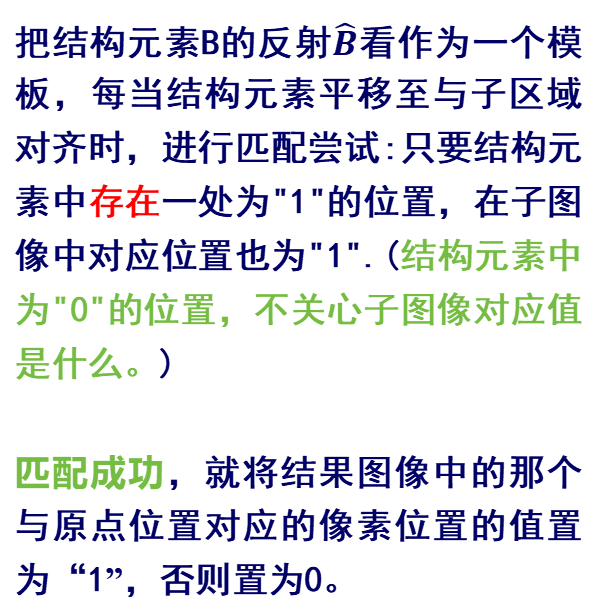 把结构元素B的反射B̂看作为一个模
板，每当结构元素平移至与子区域
对齐时，进行匹配尝试:只要结构元
素中存在一处为"1"的位置，在子图
像中对应位置也为"1".(结构元素中
为"0"的位置，不关心子图像对应值
是什么。)
匹配成功，就将结果图像中的那个
与原点位置对应的像素位置的值置
为“1”，否则置为0。